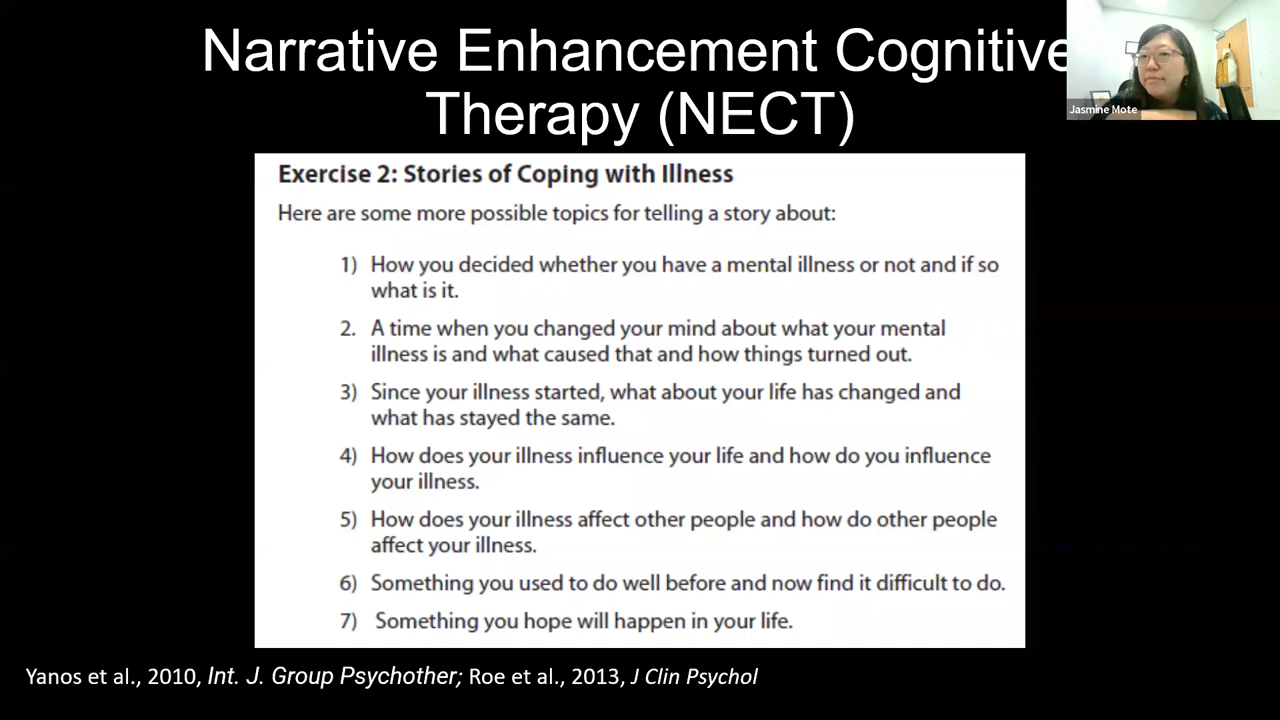 Narrative Enhancement Cognitive
Therapy (NECT)
Jasmine Mote
Exercise 2: Stories of Coping with Illness
Here are some more possible topics for telling a story about:
1) How you decided whether you have a mental illness or not and if so
what is it.
2. A time when you changed your mind about what your mental
illness is and what caused that and how things turned out.
3) Since your illness started, what about your life has changed and
what has stayed the same.
4) How does your illness influence your life and how do you influence
your illness.
5) How does your illness affect other people and how do other people
affect your illness.
6) Something you used to do well before and now find it difficult to do.
7) Something you hope will happen in your life.
Yanos et al., 2010, Int. J. Group Psychother; Roe et al., 2013, J Clin Psychol